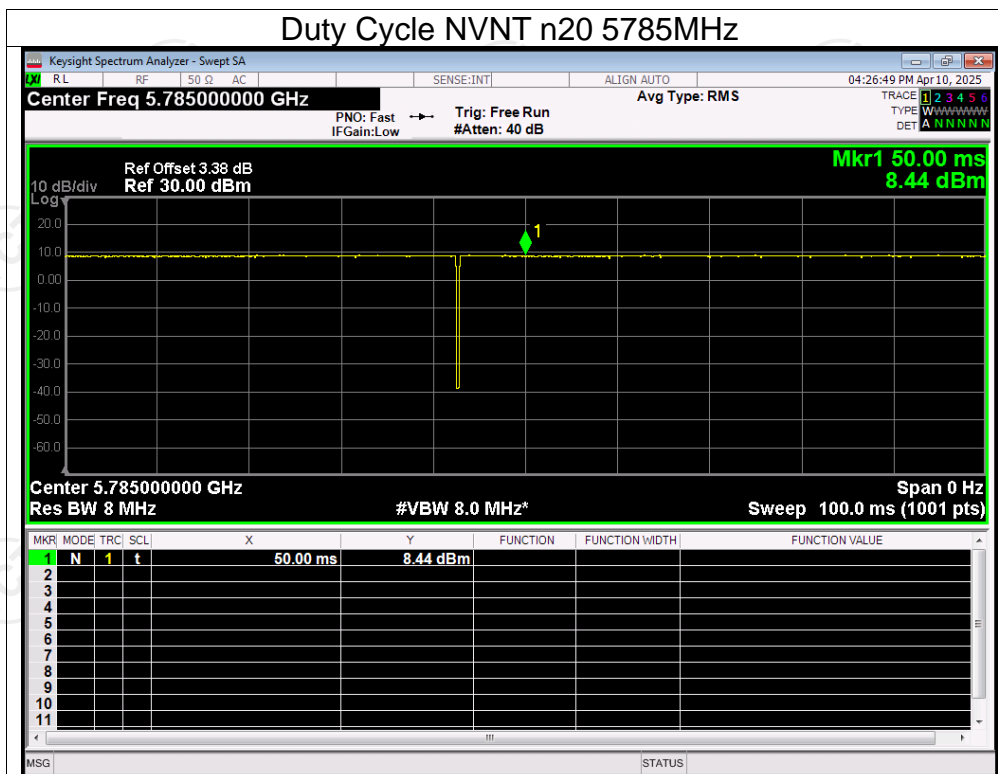 Duty Cycle NVNT n20 5785MHz
Keysight Spectrum Analyzer - Swept SA
LXI RL RF 50 Ω AC SENSE:INT ALIGN AUTO 04:26:49 PM Apr 10, 2025
Center Freq 5.785000000 GHz Avg Type: RMS TRACE 1 2 3 4 5 6
PNO: Fast Trig: Free Run TYPE WWWWWW
IFGain:Low #Atten: 40 dB DET A N N N N N
Mkr1 50.00 ms
Ref Offset 3.38 dB
10 dB/div Ref 30.00 dBm 8.44 dBm
Log
20.0
1
10.0
0.00
-10.0
-20.0
-30.0
-40.0
-50.0
-60.0
Center 5.785000000 GHz Span 0 Hz
Res BW 8 MHz #VBW 8.0 MHz* Sweep 100.0 ms (1001 pts)
MKR MODE TRC SCL X Y FUNCTION FUNCTION WIDTH FUNCTION VALUE
1 N 1 t 50.00 ms 8.44 dBm
2
3
4
5
6
7
8
9
10
11
MSG STATUS